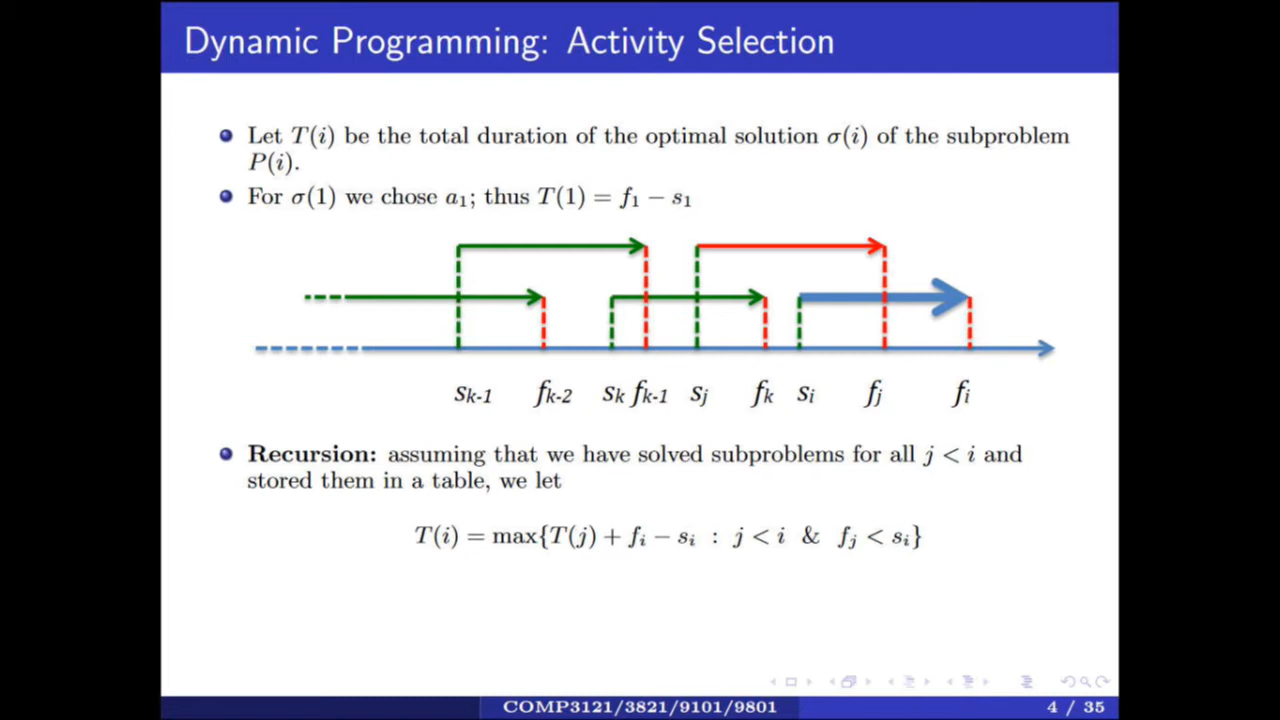 Dynamic Programming: Activity Selection
Let T(i) be the total duration of the optimal solution σ(i) of the subproblem
P(i).
For σ(1) we chose a₁; thus T(1) = f₁ − s₁
sₖ₋₁ fₖ₋₂ sₖ fₖ₋₁ sⱼ fₖ sᵢ fⱼ fᵢ
Recursion: assuming that we have solved subproblems for all j < i and
stored them in a table, we let
T(i) = max{T(j) + fᵢ − sᵢ : j < i & fⱼ < sᵢ}
COMP3121/3821/9101/9801
4 / 35